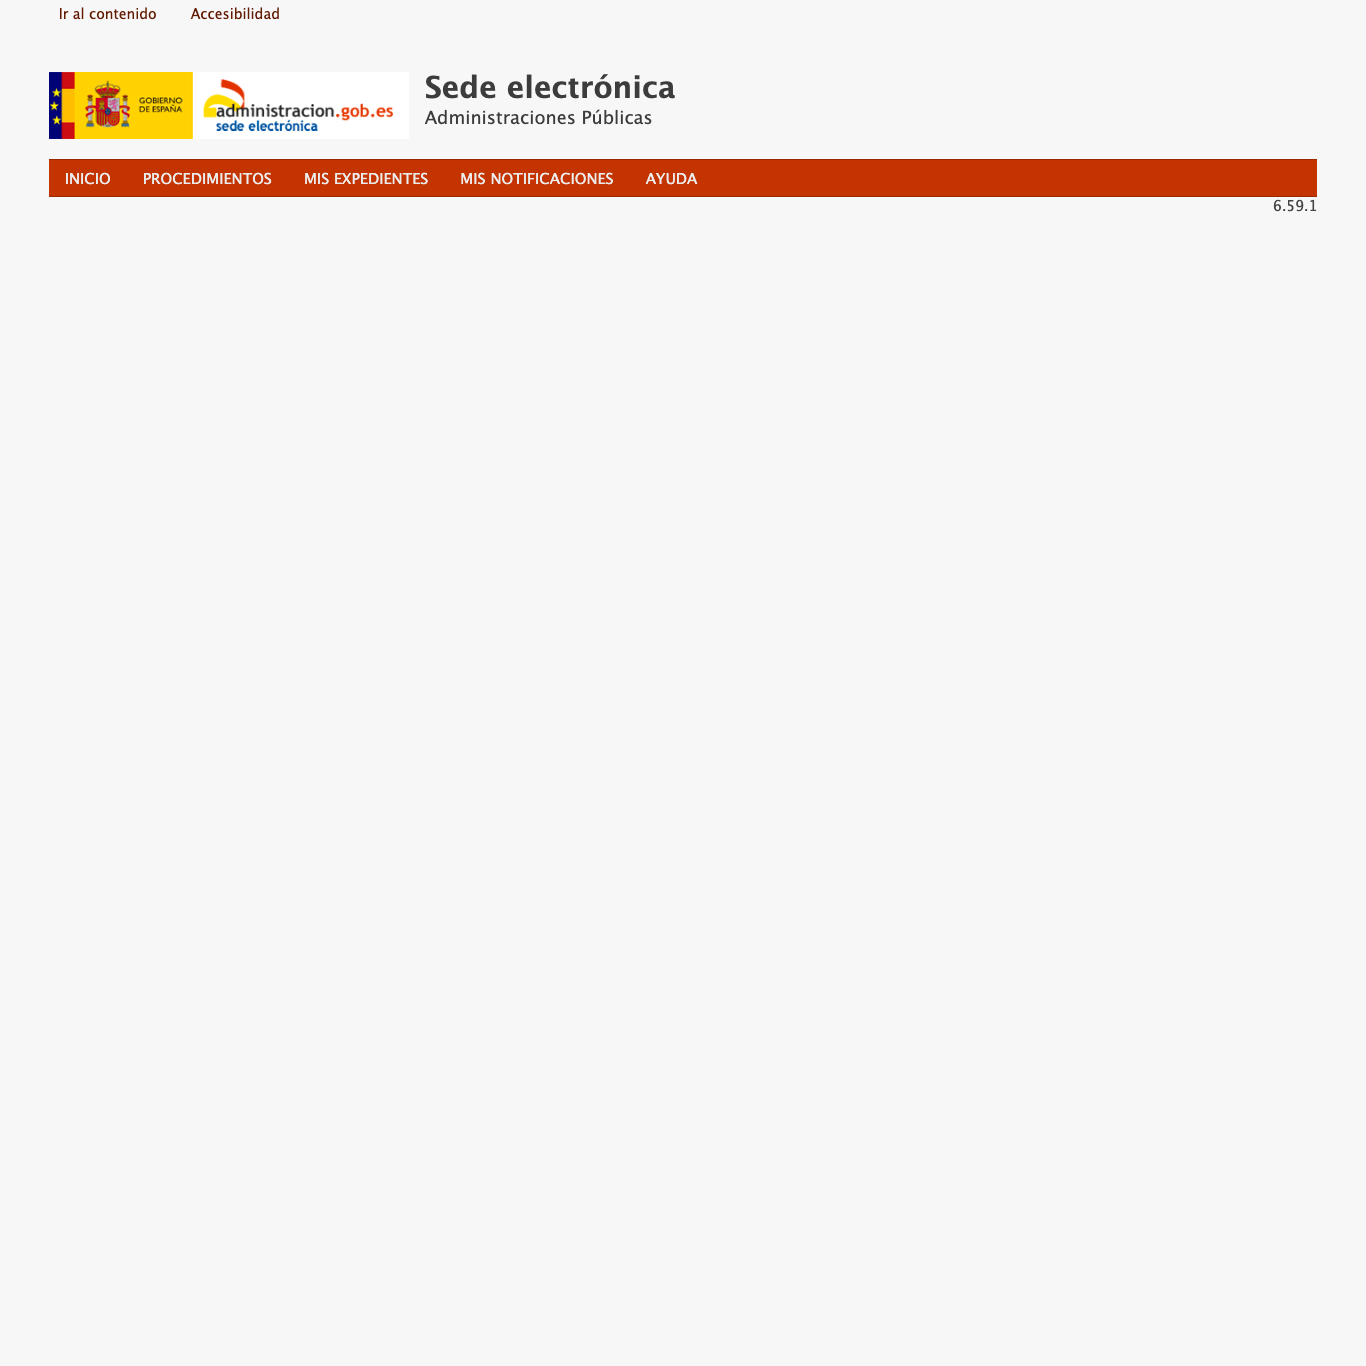 Ir al contenido Accesibilidad
GOBIERNO
DE ESPAÑA
administracion.gob.es
sede electrónica
Sede electrónica
Administraciones Públicas
INICIO PROCEDIMIENTOS MIS EXPEDIENTES MIS NOTIFICACIONES AYUDA
6.59.1